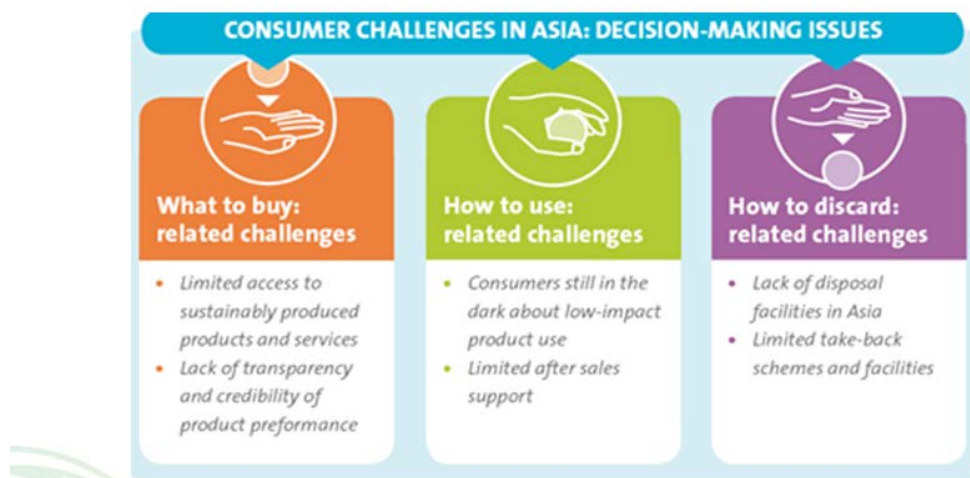 CONSUMER CHALLENGES IN ASIA: DECISION-MAKING ISSUES
What to buy:
related challenges
• Limited access to
sustainably produced
products and services
• Lack of transparency
and credibility of
product preformance
How to use:
related challenges
• Consumers still in the
dark about low-impact
product use
• Limited after sales
support
How to discard:
related challenges
• Lack of disposal
facilities in Asia
• Limited take-back
schemes and facilities